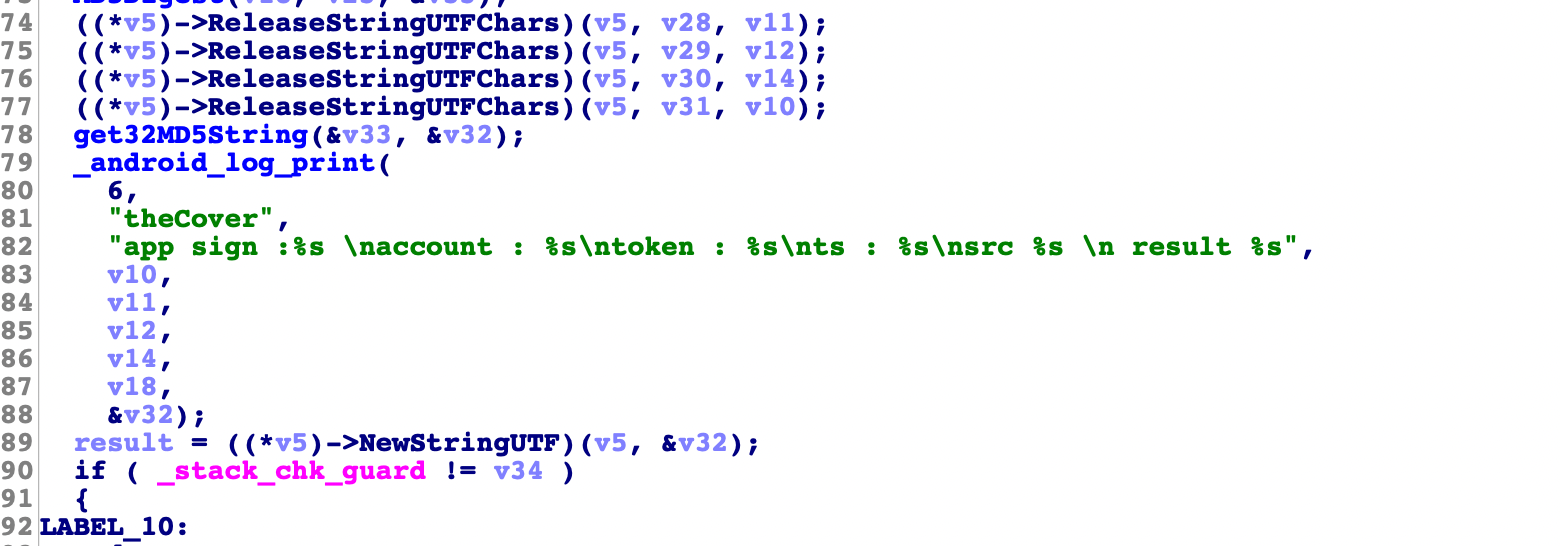 74 ((*v5)->ReleaseStringUTFChars)(v5, v28, v11);
75 ((*v5)->ReleaseStringUTFChars)(v5, v29, v12);
76 ((*v5)->ReleaseStringUTFChars)(v5, v30, v14);
77 ((*v5)->ReleaseStringUTFChars)(v5, v31, v10);
78 get32MD5String(&v33, &v32);
79 _android_log_print(
80 6,
81 "theCover",
82 "app sign :%s \naccount : %s\ntoken : %s\nts : %s\nsrc %s \n result %s",
83 v10,
84 v11,
85 v12,
86 v14,
87 v18,
88 &v32);
89 result = ((*v5)->NewStringUTF)(v5, &v32);
90 if ( _stack_chk_guard != v34 )
91 {
92 LABEL_10: